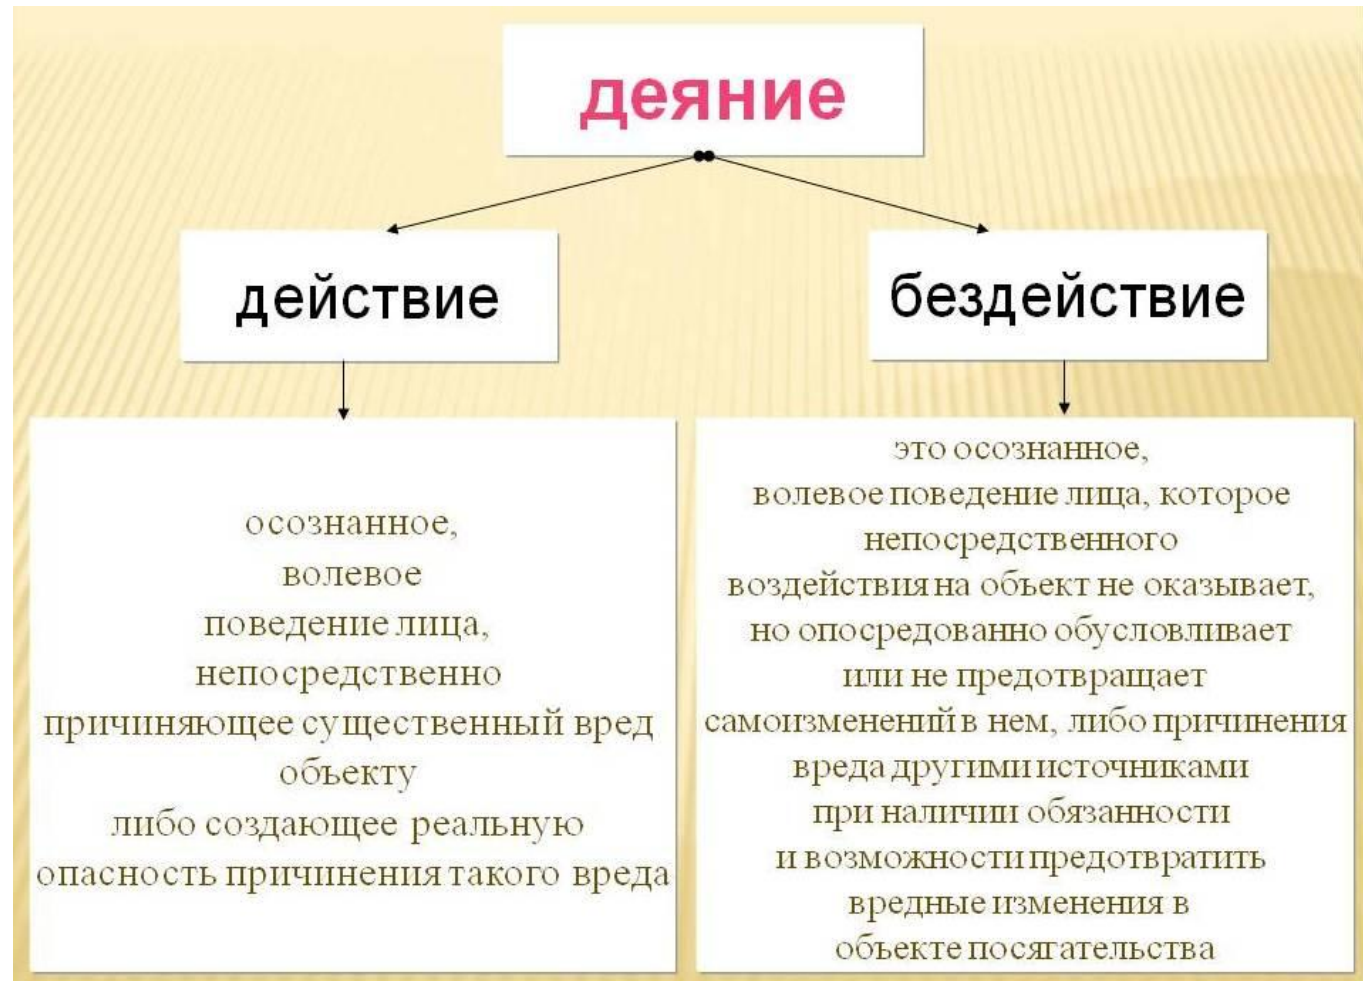 деяние
действие
бездействие
осознанное,
волевое
поведение лица,
непосредственно
причиняющее существенный вред
объекту
либо создающее реальную
опасность причинения такого вреда
это осознанное,
волевое поведение лица, которое
непосредственного
воздействия на объект не оказывает,
но опосредованно обусловливает
или не предотвращает
самоизменений в нем, либо причинения
вреда другими источниками
при наличии обязанности
и возможности предотвратить
вредные изменения в
объекте посягательства